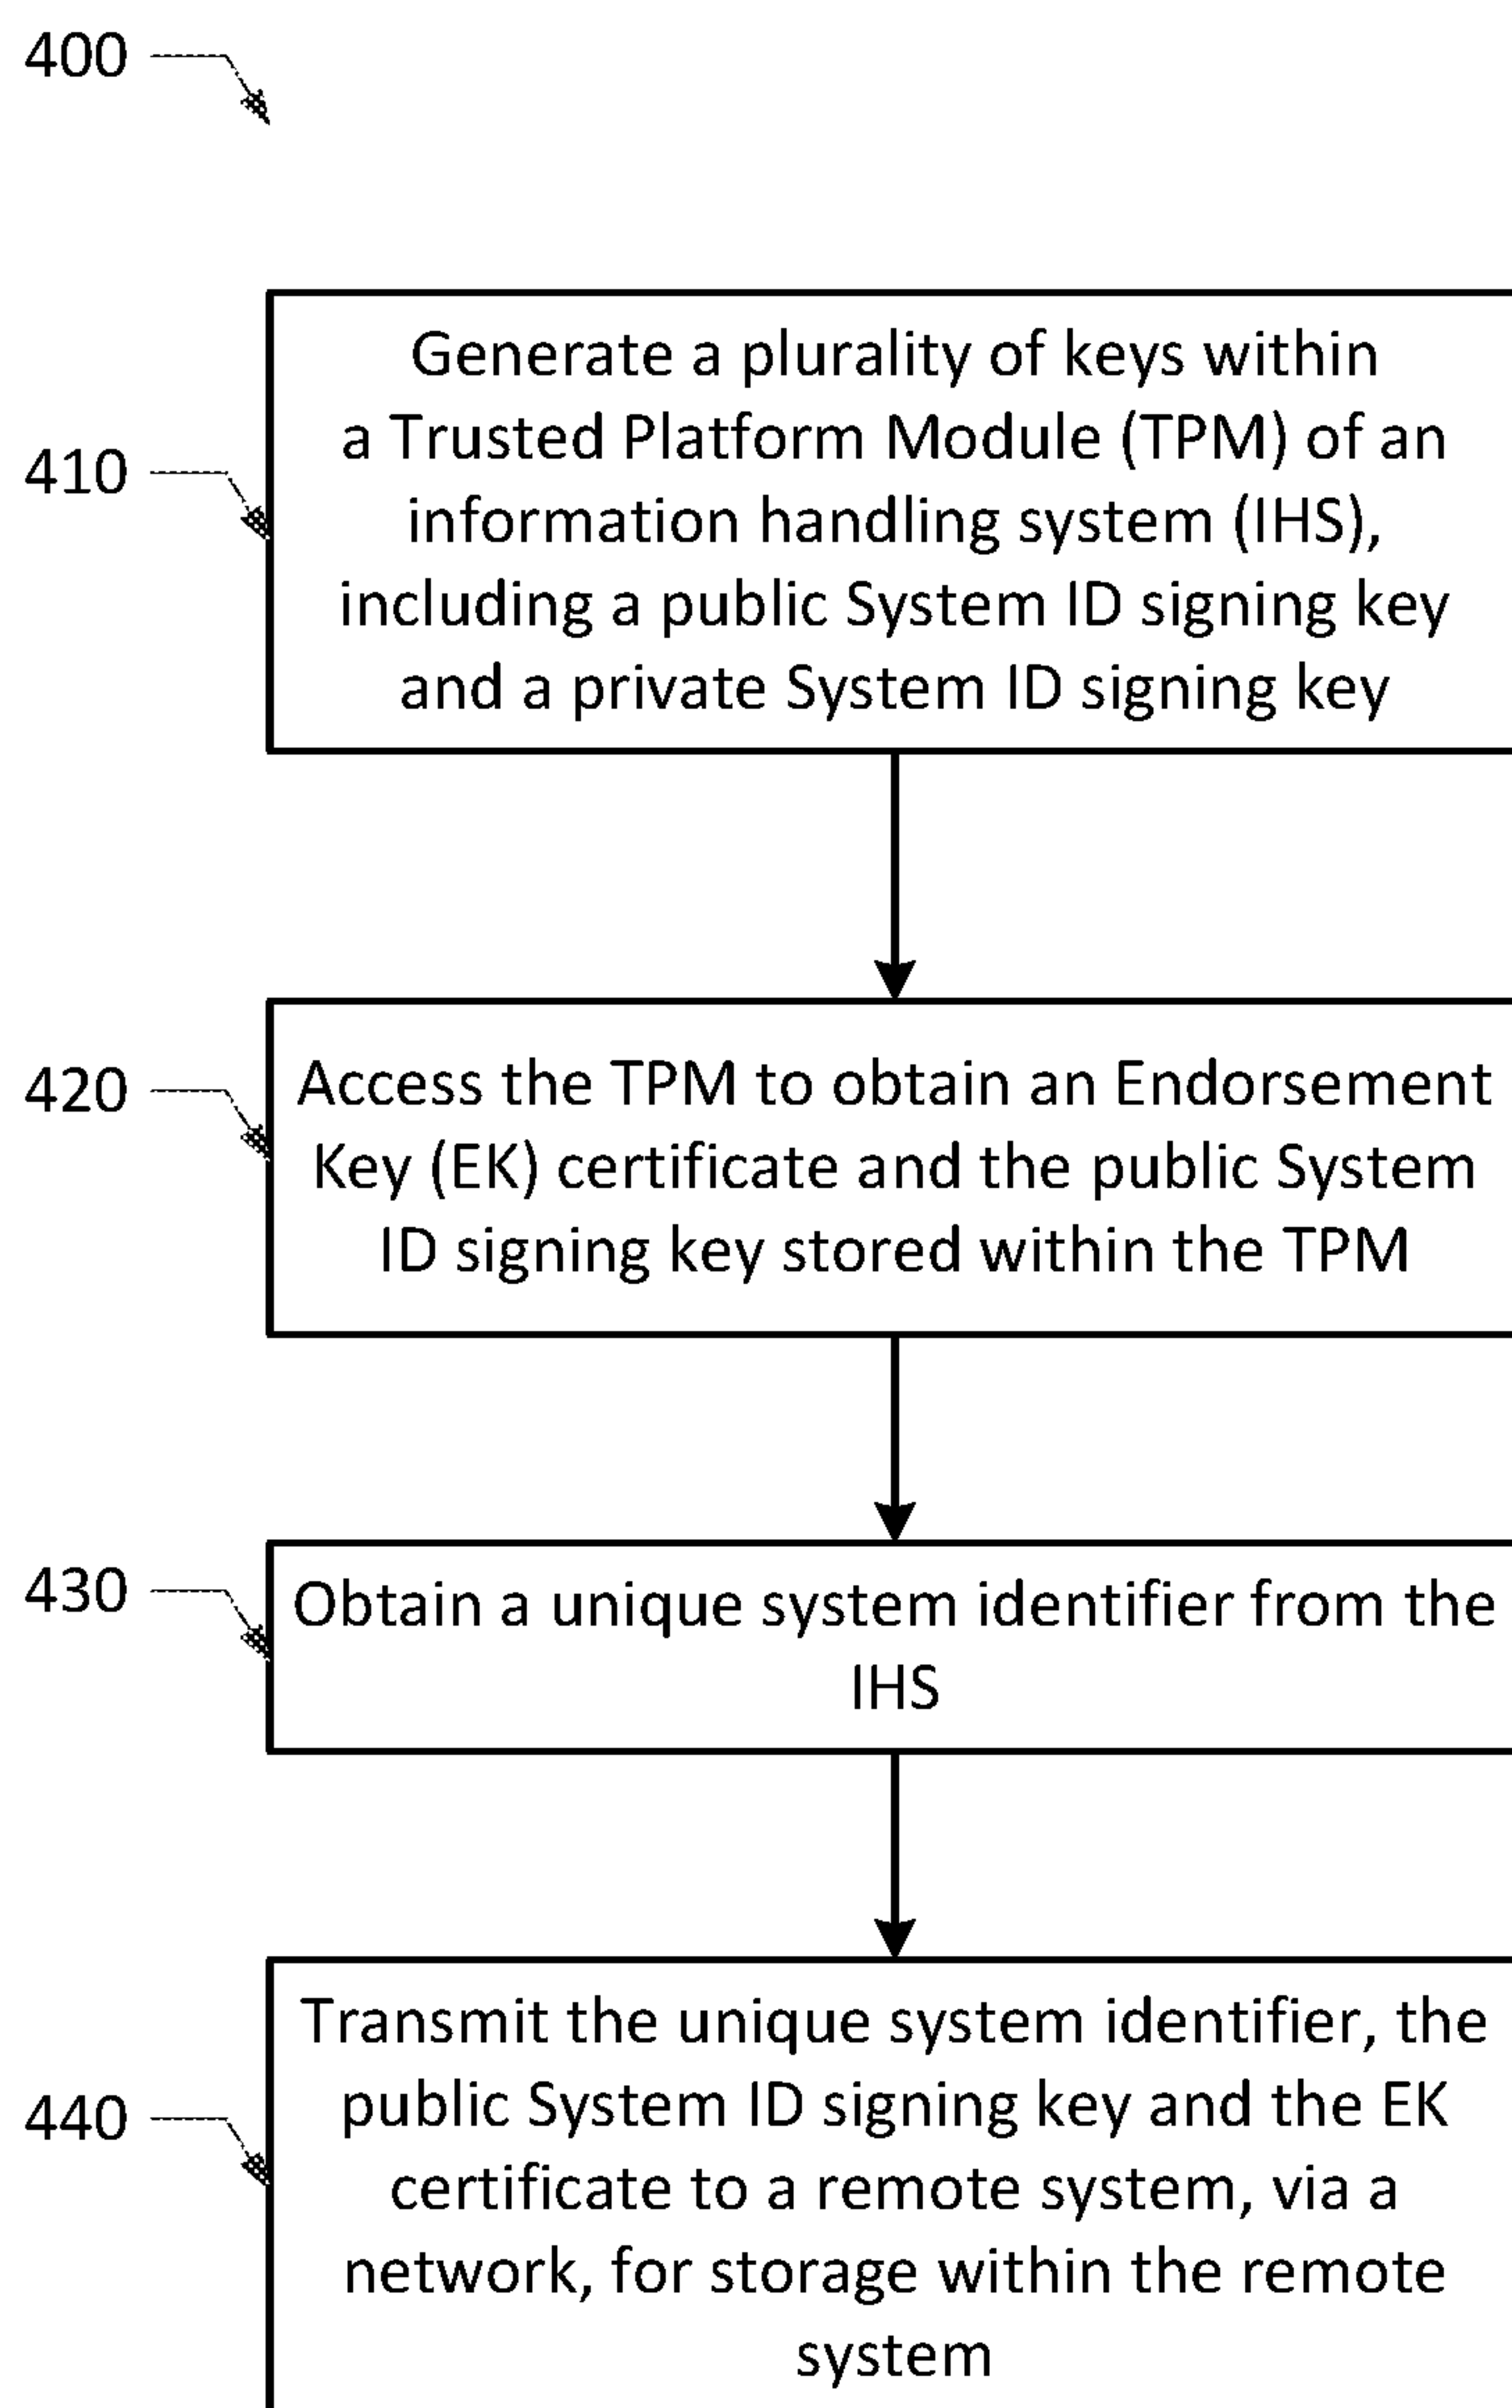 400
410
Generate a plurality of keys within
a Trusted Platform Module (TPM) of an
information handling system (IHS),
including a public System ID signing key
and a private System ID signing key
420
Access the TPM to obtain an Endorsement
Key (EK) certificate and the public System
ID signing key stored within the TPM
430
Obtain a unique system identifier from the
IHS
440
Transmit the unique system identifier, the
public System ID signing key and the EK
certificate to a remote system, via a
network, for storage within the remote
system